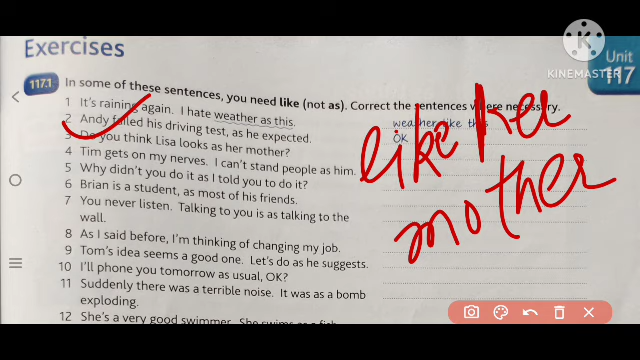 Exercises
Unit
117
KINEMASTER
117.1 In some of these sentences, you need like (not as). Correct the sentences where necessary.
1 It's raining again. I hate weather as this. weather like this
2 Andy failed his driving test, as he expected. OK
3 Do you think Lisa looks as her mother?
like her
mother
4 Tim gets on my nerves. I can't stand people as him.
5 Why didn't you do it as I told you to do it?
6 Brian is a student, as most of his friends.
7 You never listen. Talking to you is as talking to the
wall.
8 As I said before, I'm thinking of changing my job.
9 Tom's idea seems a good one. Let's do as he suggests.
10 I'll phone you tomorrow as usual, OK?
11 Suddenly there was a terrible noise. It was as a bomb
exploding.
12 She's a very good swimmer. She swims as a fish.